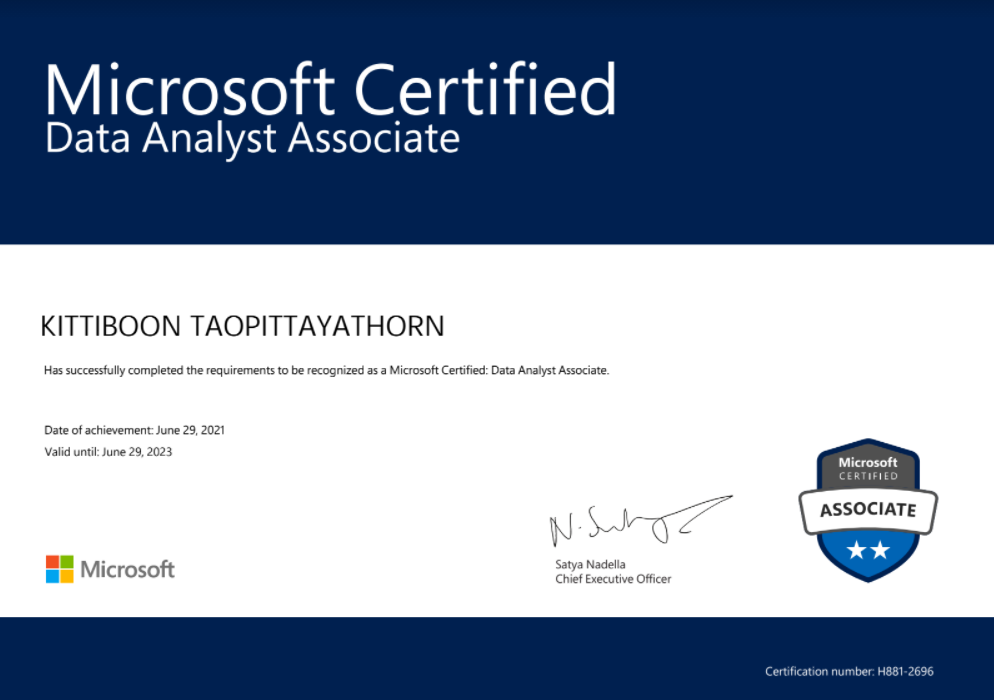 Microsoft Certified
Data Analyst Associate
KITTIBOON TAOPITTAYATHORN
Has successfully completed the requirements to be recognized as a Microsoft Certified: Data Analyst Associate.
Date of achievement: June 29, 2021
Valid until: June 29, 2023
Microsoft
CERTIFIED
ASSOCIATE
Satya Nadella
Chief Executive Officer
Microsoft
Certification number: H881-2696